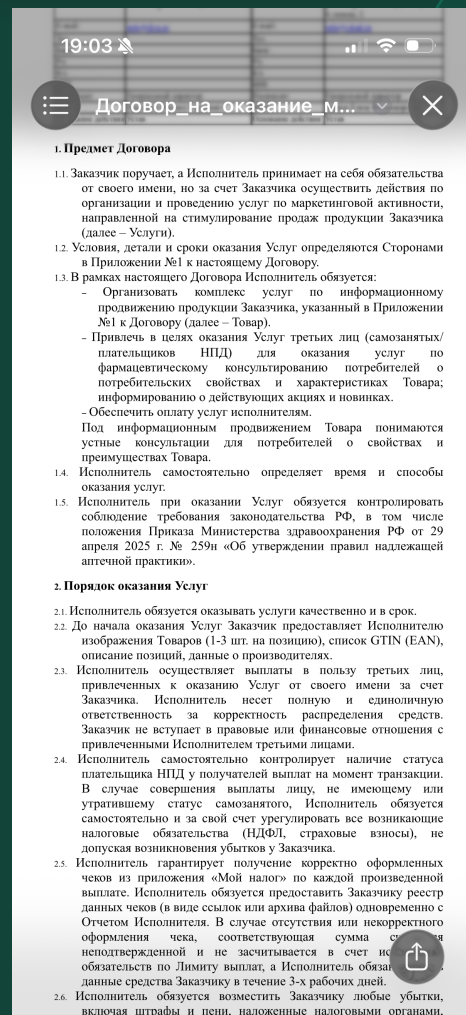 19:03
Договор_на_оказание_м...
1. Предмет Договора
1.1. Заказчик поручает, а Исполнитель принимает на себя обязательства
от своего имени, но за счет Заказчика осуществить действия по
организации и проведению услуг по маркетинговой активности,
направленной на стимулирование продаж продукции Заказчика
(далее – Услуги).
1.2. Условия, детали и сроки оказания Услуг определяются Сторонами
в Приложении №1 к настоящему Договору.
1.3. В рамках настоящего Договора Исполнитель обязуется:
– Организовать комплекс услуг по информационному
продвижению продукции Заказчика, указанный в Приложении
№1 к Договору (далее – Товар).
– Привлечь в целях оказания Услуг третьих лиц (самозанятых/
плательщиков НПД) для оказания услуг по
фармацевтическому консультированию потребителей о
потребительских свойствах и характеристиках Товара;
информированию о действующих акциях и новинках.
– Обеспечить оплату услуг исполнителям.
Под информационным продвижением Товара понимаются
устные консультации для потребителей о свойствах и
преимуществах Товара.
1.4. Исполнитель самостоятельно определяет время и способы
оказания услуг.
1.5. Исполнитель при оказании Услуг обязуется контролировать
соблюдение требования законодательства РФ, в том числе
положения Приказа Министерства здравоохранения РФ от 29
апреля 2025 г. № 259н «Об утверждении правил надлежащей
аптечной практики».
2. Порядок оказания Услуг
2.1. Исполнитель обязуется оказывать услуги качественно и в срок.
2.2. До начала оказания Услуг Заказчик предоставляет Исполнителю
изображения Товаров (1-3 шт. на позицию), список GTIN (EAN),
описание позиций, данные о производителях.
2.3. Исполнитель осуществляет выплаты в пользу третьих лиц,
привлеченных к оказанию Услуг от своего имени за счет
Заказчика. Исполнитель несет полную и единоличную
ответственность за корректность распределения средств.
Заказчик не вступает в правовые или финансовые отношения с
привлеченными Исполнителем третьими лицами.
2.4. Исполнитель самостоятельно контролирует наличие статуса
плательщика НПД у получателей выплат на момент транзакции.
В случае совершения выплаты лицу, не имеющему или
утратившему статус самозанятого, Исполнитель обязуется
самостоятельно и за свой счет урегулировать все возникающие
налоговые обязательства (НДФЛ, страховые взносы), не
допуская возникновения убытков у Заказчика.
2.5. Исполнитель гарантирует получение корректно оформленных
чеков из приложения «Мой налог» по каждой произведенной
выплате. Исполнитель обязуется предоставить Заказчику реестр
данных чеков (в виде ссылок или архива файлов) одновременно с
Отчетом Исполнителя. В случае отсутствия или некорректного
оформления чека, соответствующая сумма
неподтвержденной и не засчитывается в счет
обязательств по Лимиту выплат, а Исполнитель
данные средства Заказчику в течение 3-х рабочих дней.
2.6. Исполнитель обязуется возместить Заказчику любые убытки,
включая штрафы и пени, наложенные налоговыми органами,